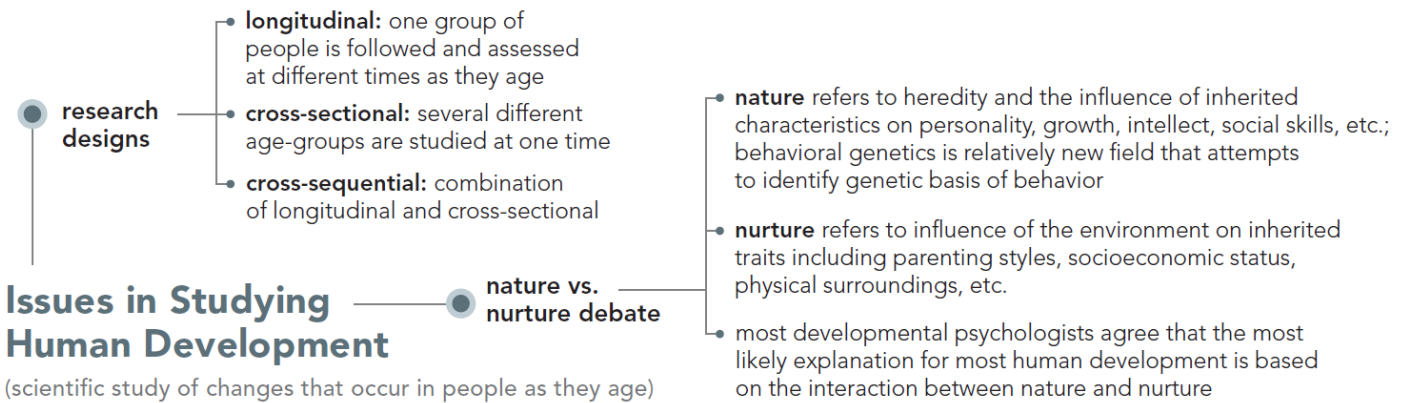 longitudinal: one group of
people is followed and assessed
at different times as they age
research
designs
cross-sectional: several different
age-groups are studied at one time
cross-sequential: combination
of longitudinal and cross-sectional
Issues in Studying
Human Development
(scientific study of changes that occur in people as they age)
nature vs.
nurture debate
nature refers to heredity and the influence of inherited
characteristics on personality, growth, intellect, social skills, etc.;
behavioral genetics is relatively new field that attempts
to identify genetic basis of behavior
nurture refers to influence of the environment on inherited
traits including parenting styles, socioeconomic status,
physical surroundings, etc.
most developmental psychologists agree that the most
likely explanation for most human development is based
on the interaction between nature and nurture